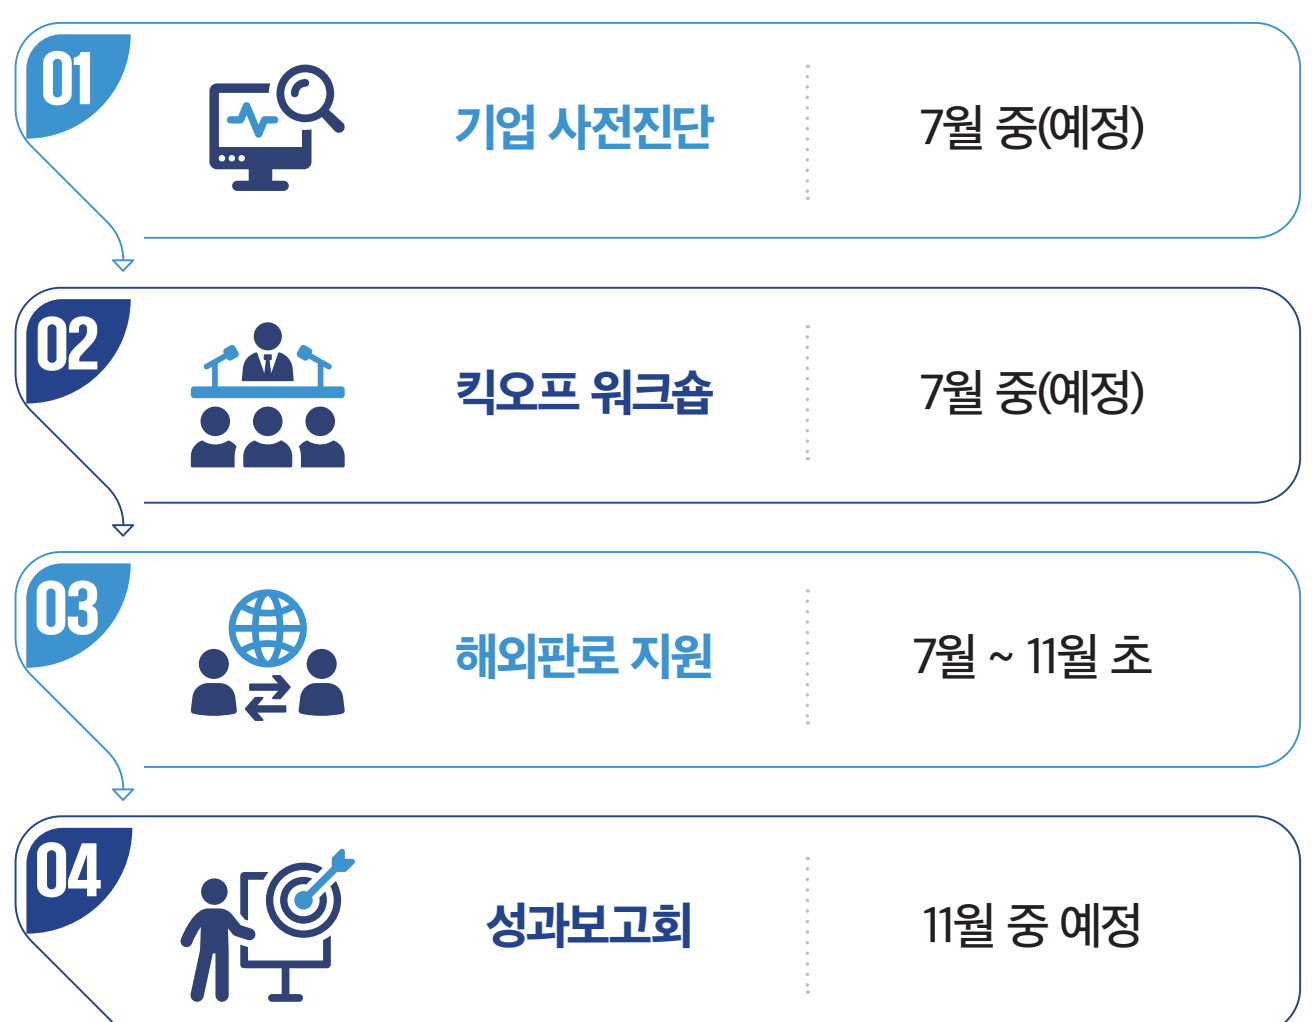 01
기업 사전진단
7월 중(예정)
02
킥오프 워크숍
7월 중(예정)
03
해외판로 지원
7월 ~ 11월 초
04
성과보고회
11월 중 예정